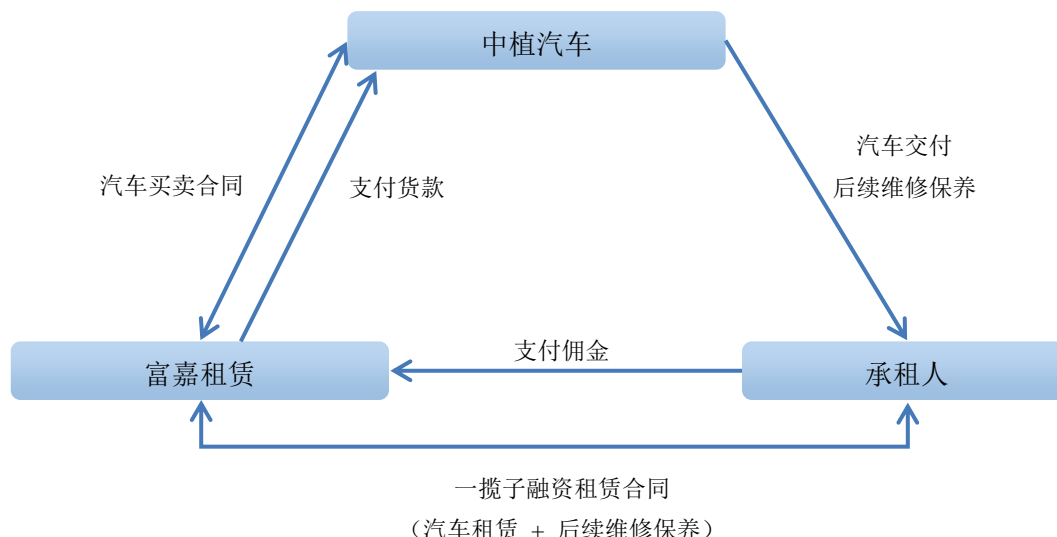 中植汽车
汽车交付
后续维修保养
汽车买卖合同
支付货款
支付佣金
富嘉租赁
承租人
一揽子融资租赁合同
（汽车租赁 + 后续维修保养）